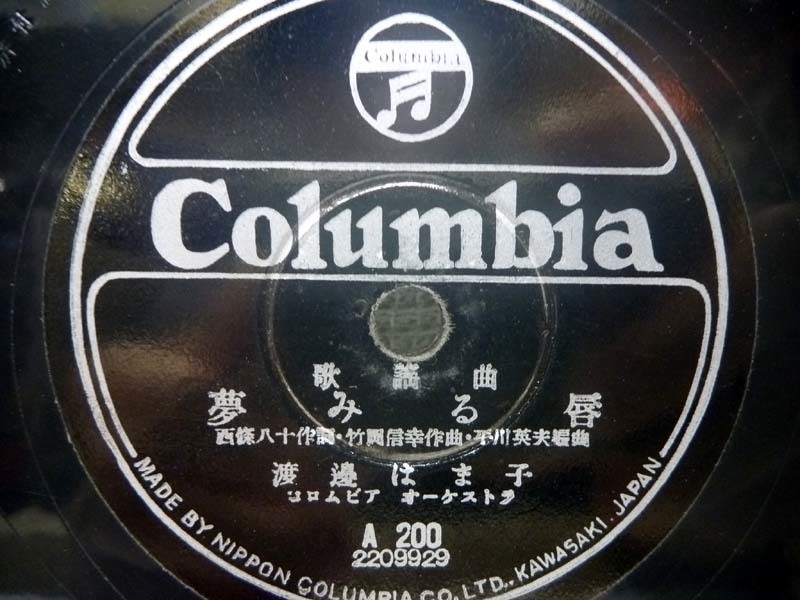 Columbia
Columbia
歌謡曲
夢みる唇
西條八十作詞・竹岡信幸作曲・平川英夫編曲
渡邊はま子
コロムビア オーケストラ
A 200
2209929
MADE BY NIPPON COLUMBIA CO., LTD., KAWASAKI. JAPAN